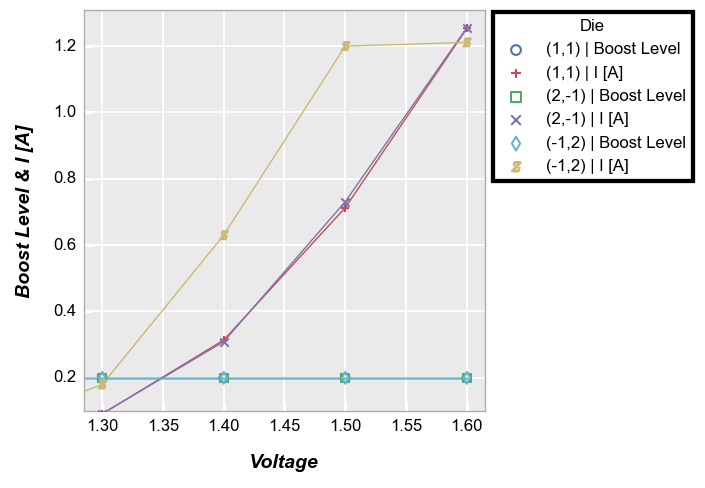 Die
(1,1) | Boost Level
(1,1) | I [A]
(2,-1) | Boost Level
(2,-1) | I [A]
(-1,2) | Boost Level
(-1,2) | I [A]
Boost Level & I [A]
1.2
1.0
0.8
0.6
0.4
0.2
1.30 1.35 1.40 1.45 1.50 1.55 1.60
Voltage